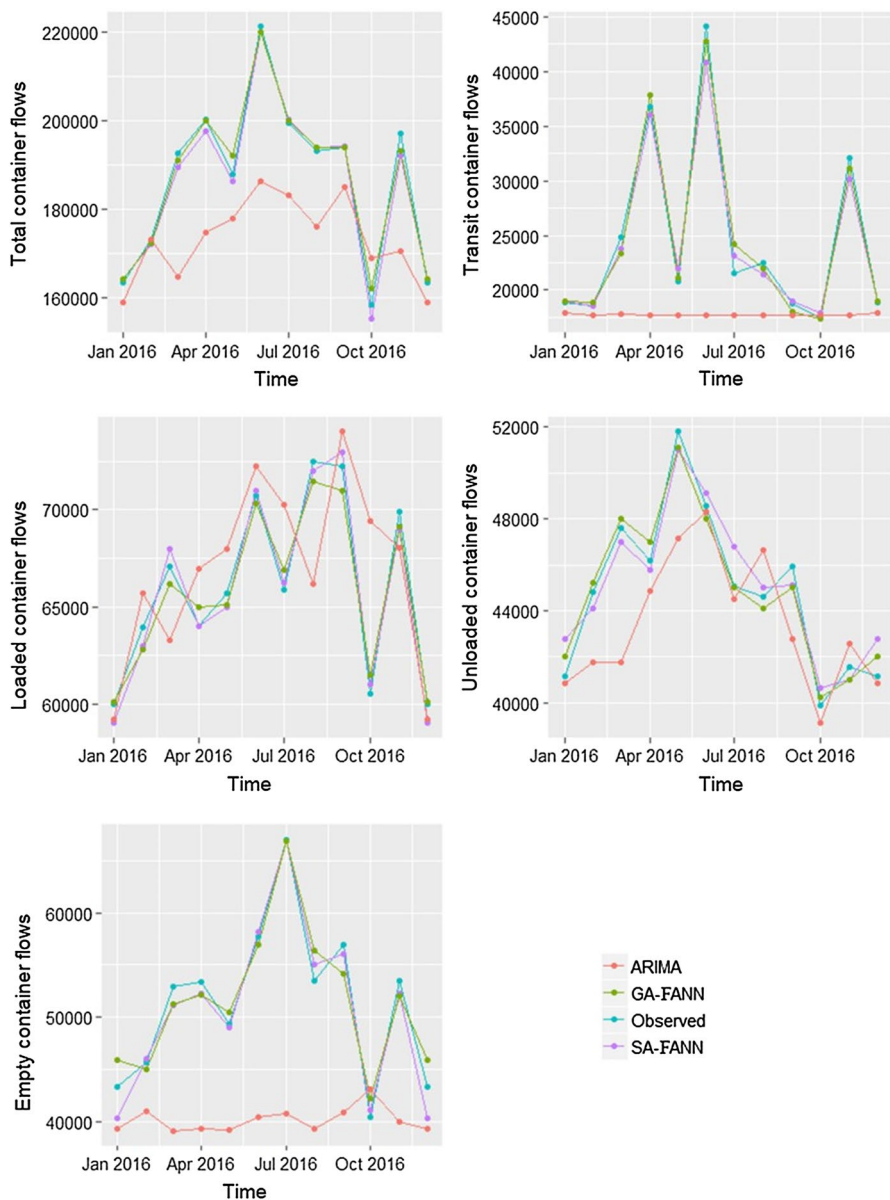 Total container flows
220000
200000
180000
160000
Jan 2016 Apr 2016 Jul 2016 Oct 2016
Time
Transit container flows
45000
40000
35000
30000
25000
20000
Jan 2016 Apr 2016 Jul 2016 Oct 2016
Time
Loaded container flows
70000
65000
60000
Jan 2016 Apr 2016 Jul 2016 Oct 2016
Time
Unloaded container flows
52000
48000
44000
40000
Jan 2016 Apr 2016 Jul 2016 Oct 2016
Time
Empty container flows
60000
50000
40000
Jan 2016 Apr 2016 Jul 2016 Oct 2016
Time
ARIMA
GA-FANN
Observed
SA-FANN